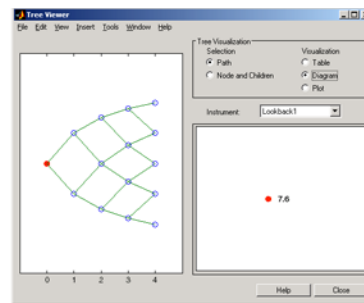 Tree Viewer
File Edit View Insert Tools Window Help
Tree Visualization
Selection
Path
Node and Children
Visualization
Table
Diagram
Plot
Instrument:
Lookback1
7.6
0 1 2 3 4
Help
Close